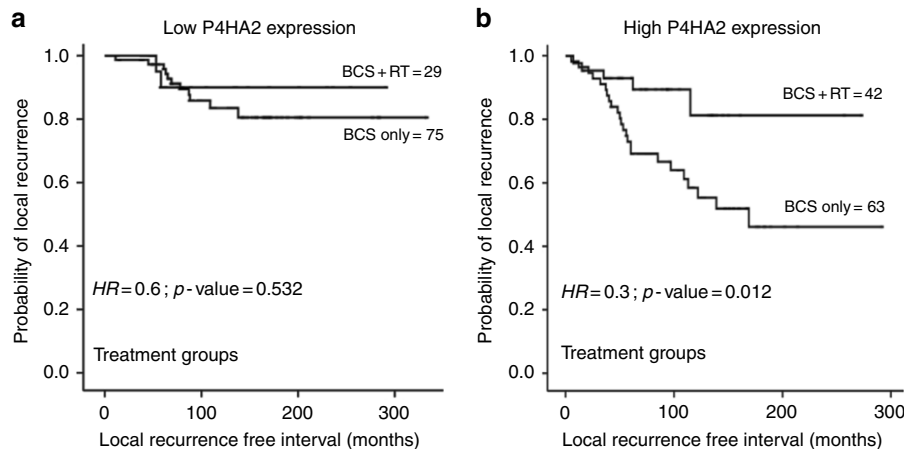 a
Low P4HA2 expression
Probability of local recurrence
1.0
0.8
0.6
0.4
0.2
0.0
BCS + RT = 29
BCS only = 75
HR = 0.6 ; p - value = 0.532
Treatment groups
0 100 200 300
Local recurrence free interval (months)
b
High P4HA2 expression
Probability of local recurrence
1.0
0.8
0.6
0.4
0.2
0.0
BCS + RT = 42
BCS only = 63
HR = 0.3 ; p - value = 0.012
Treatment groups
0 100 200 300
Local recurrence free interval (months)